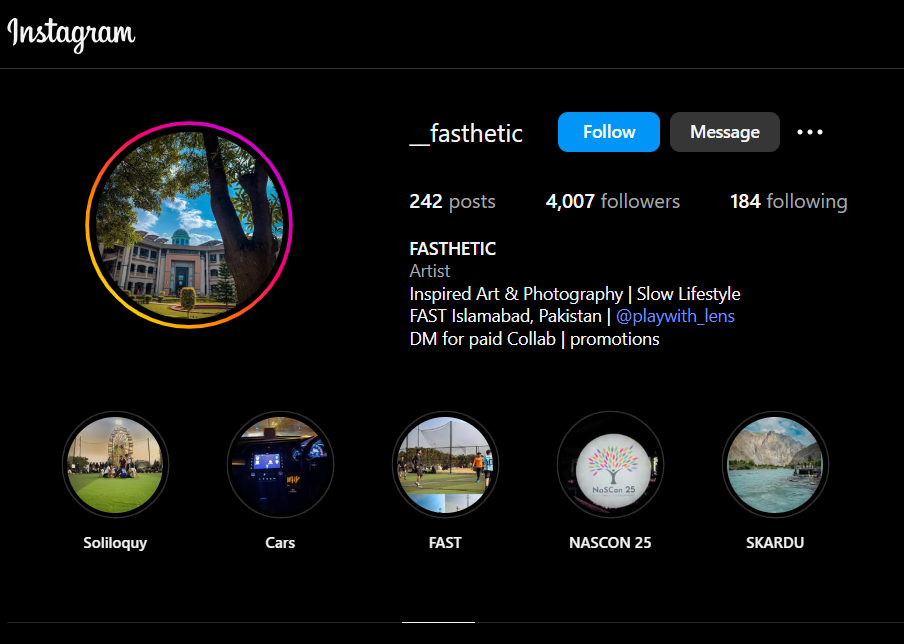 Instagram
__fasthetic
Follow
Message
242 posts
4,007 followers
184 following
FASTHETIC
Artist
Inspired Art & Photography | Slow Lifestyle
FAST Islamabad, Pakistan | @playwith_lens
DM for paid Collab | promotions
NaSCon 25
Soliloquy
Cars
FAST
NASCON 25
SKARDU